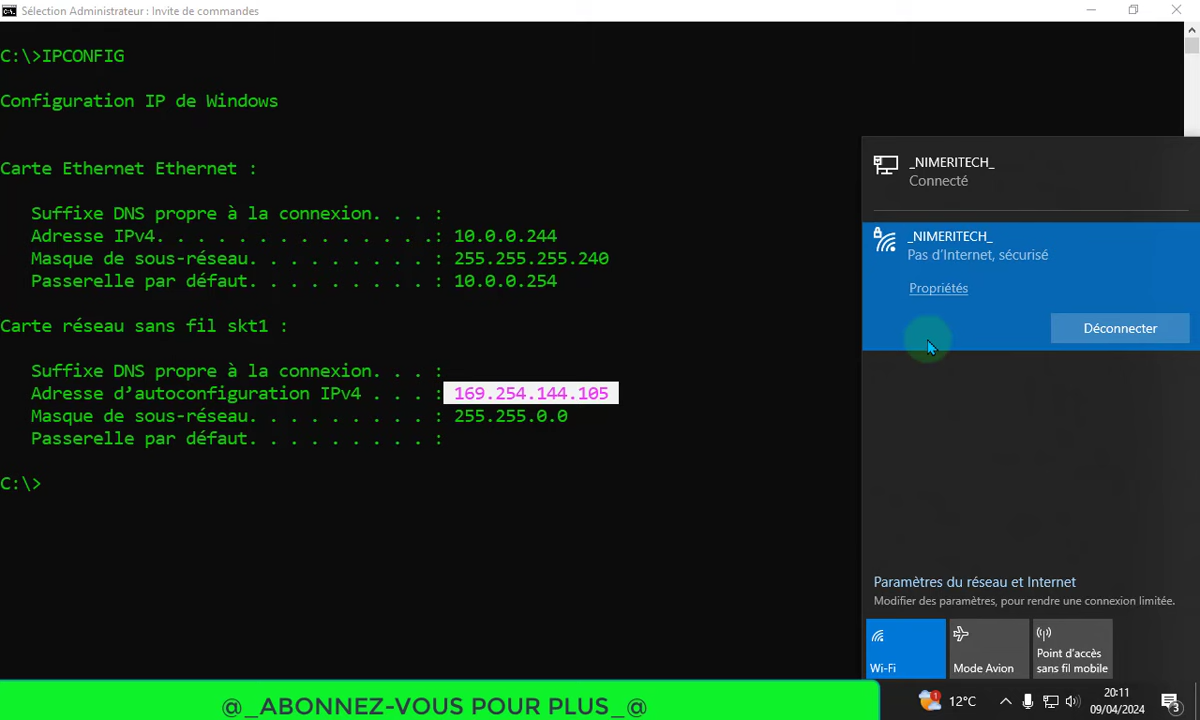 Sélection Administrateur : Invite de commandes
C:\>IPCONFIG
Configuration IP de Windows
Carte Ethernet Ethernet :
Suffixe DNS propre à la connexion. . . :
Adresse IPv4. . . . . . . . . . . . . .: 10.0.0.244
Masque de sous-réseau. . . . . . . . . : 255.255.255.240
Passerelle par défaut. . . . . . . . . : 10.0.0.254
Carte réseau sans fil skt1 :
Suffixe DNS propre à la connexion. . . :
Adresse d’autoconfiguration IPv4 . . . : 169.254.144.105
Masque de sous-réseau. . . . . . . . . : 255.255.0.0
Passerelle par défaut. . . . . . . . . :
C:\>
_NIMERITECH_
Connecté
_NIMERITECH_
Pas d’Internet, sécurisé
Propriétés
Déconnecter
Paramètres du réseau et Internet
Modifier des paramètres, pour rendre une connexion limitée.
Wi-Fi
Mode Avion
Point d’accès
sans fil mobile
@_ABONNEZ-VOUS POUR PLUS_@
1
12°C
20:11
09/04/2024
3